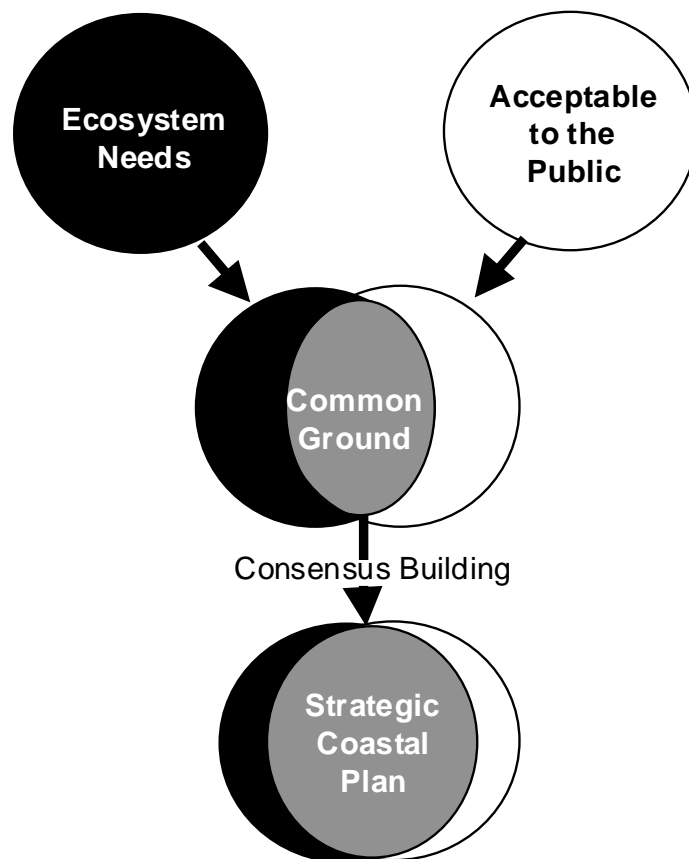 Ecosystem
Needs
Acceptable
to the
Public
Common
Ground
Consensus Building
Strategic
Coastal
Plan